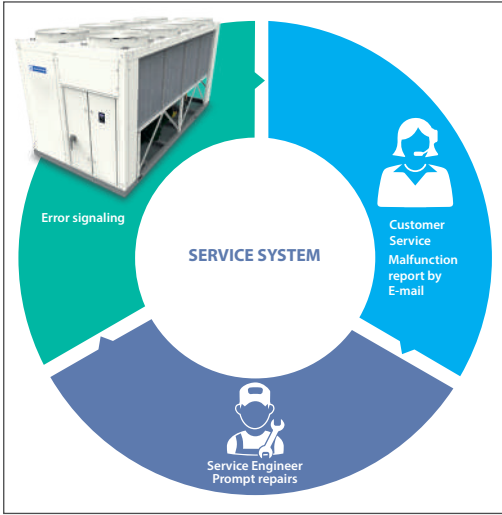 Error signaling
SERVICE SYSTEM
Customer
Service
Malfunction
report by
E-mail
Service Engineer
Prompt repairs